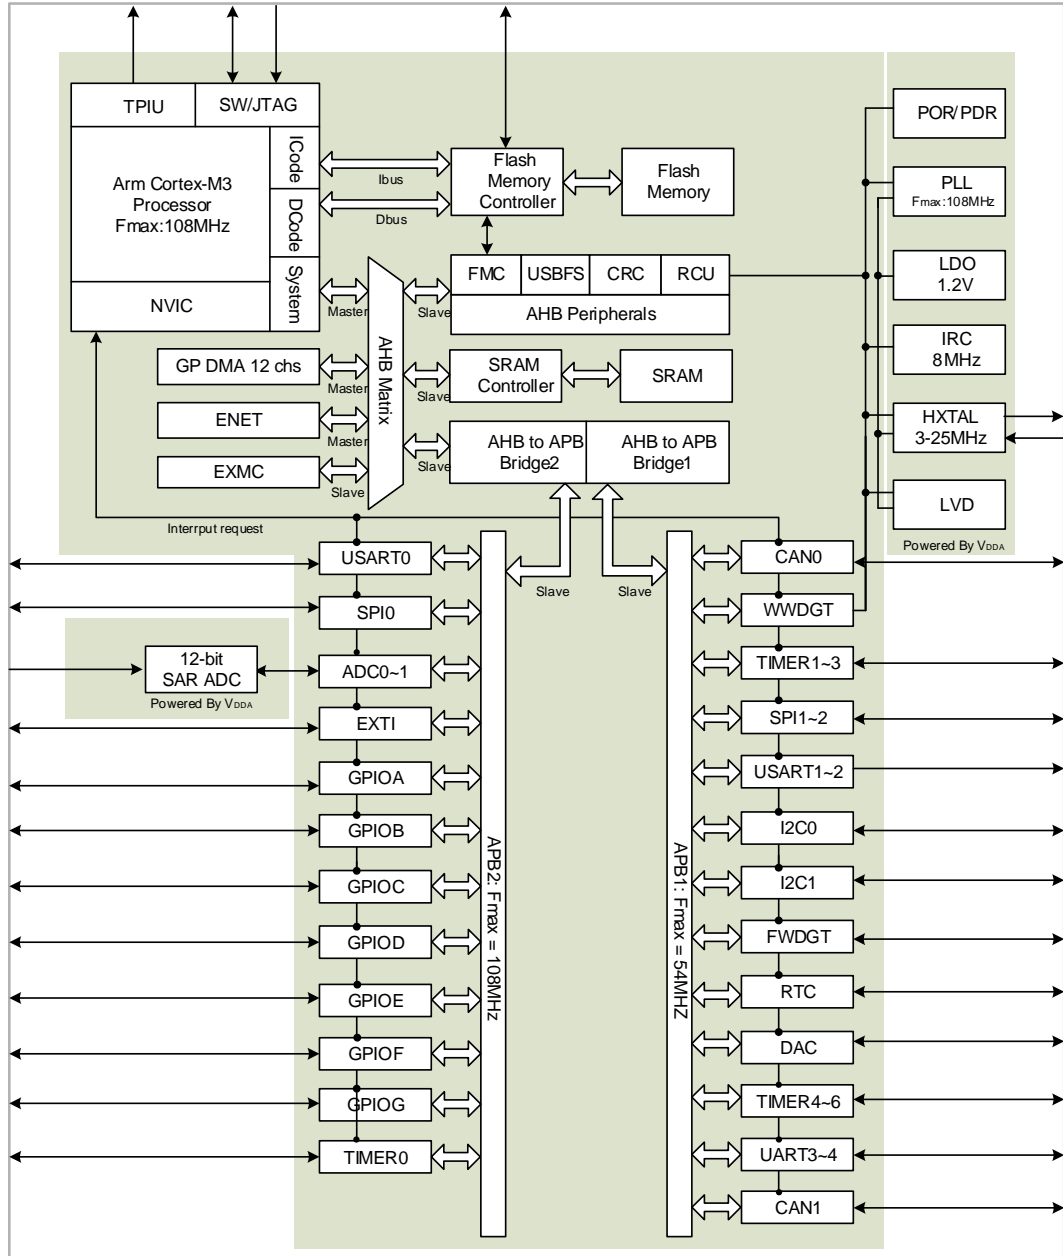 TPIU
SW/JTAG
Arm Cortex-M3
Processor
Fmax:108MHz
ICode
DCode
System
NVIC
Ibus
Dbus
Flash
Memory
Controller
Flash
Memory
FMC
USBFS
CRC
RCU
AHB Peripherals
Master
Slave
AHB Matrix
GP DMA 12 chs
Master
Slave
SRAM
Controller
SRAM
ENET
Master
EXMC
Slave
Slave
AHB to APB
Bridge2
AHB to APB
Bridge1
POR/PDR
PLL
Fmax:108MHz
LDO
1.2V
IRC
8MHz
HXTAL
3-25MHz
LVD
Powered By VDDA
Interrput request
Slave
Slave
USART0
SPI0
12-bit
SAR ADC
Powered By VDDA
ADC0~1
EXTI
GPIOA
GPIOB
GPIOC
GPIOD
GPIOE
GPIOF
GPIOG
TIMER0
APB2: Fmax = 108MHz
APB1: Fmax = 54MHZ
CAN0
WWDGT
TIMER1~3
SPI1~2
USART1~2
I2C0
I2C1
FWDGT
RTC
DAC
TIMER4~6
UART3~4
CAN1